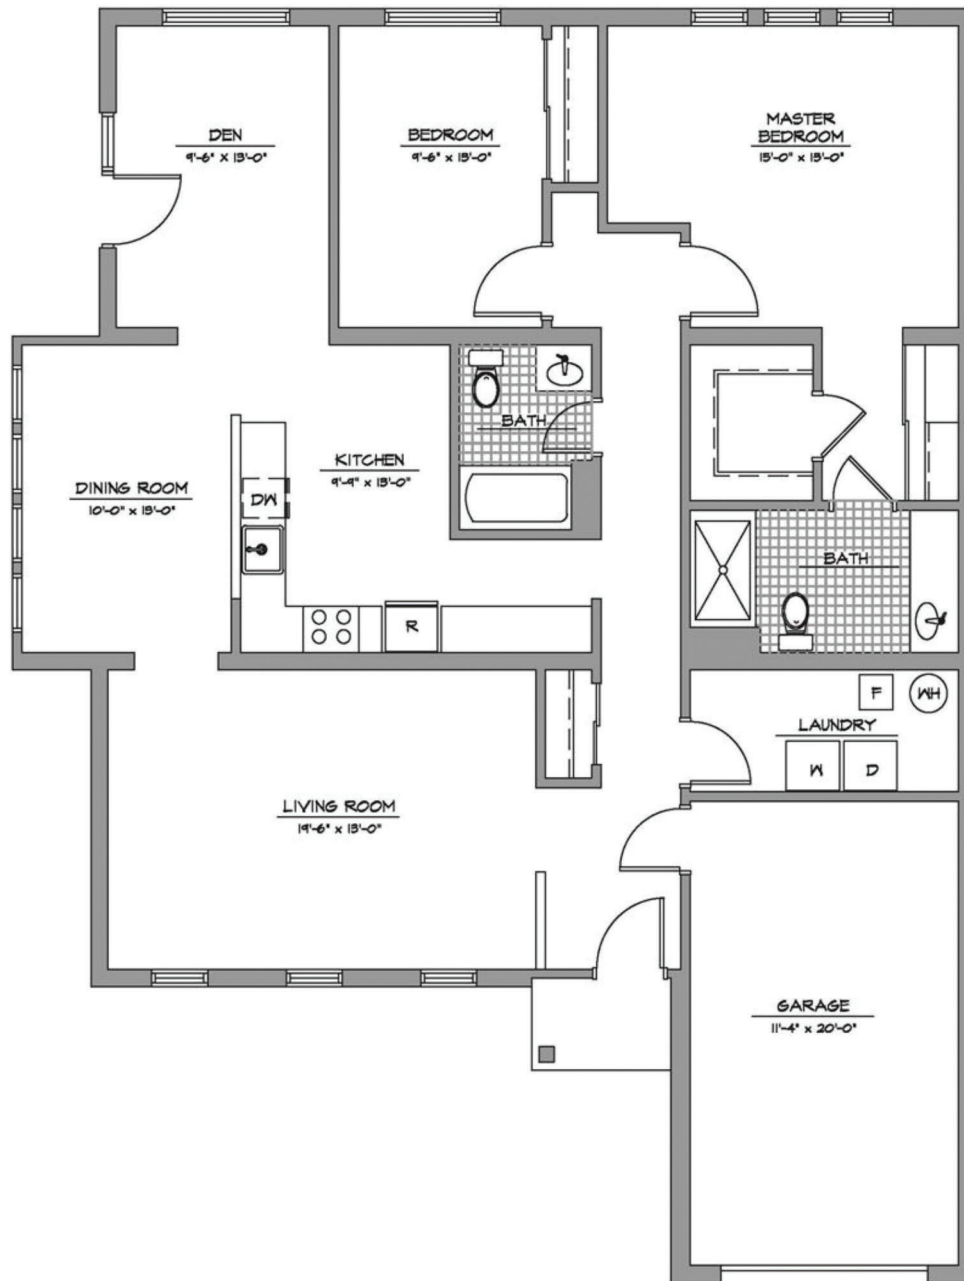 DEN
9'-6" x 13'-0"
BEDROOM
9'-6" x 13'-0"
MASTER
BEDROOM
15'-0" x 13'-0"
BATH
KITCHEN
9'-9" x 13'-0"
DINING ROOM
10'-0" x 13'-0"
DW
BATH
R
F
WH
LAUNDRY
W
D
LIVING ROOM
19'-6" x 13'-0"
GARAGE
11'-4" x 20'-0"